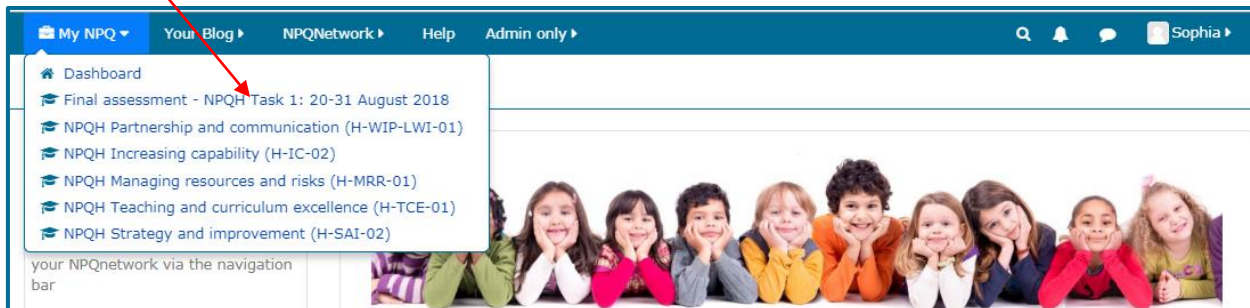 My NPQ Your Blog NPQNetwork Help Admin only Sophia
Dashboard
Final assessment - NPQH Task 1: 20-31 August 2018
NPQH Partnership and communication (H-WIP-LWI-01)
NPQH Increasing capability (H-IC-02)
NPQH Managing resources and risks (H-MRR-01)
NPQH Teaching and curriculum excellence (H-TCE-01)
NPQH Strategy and improvement (H-SAI-02)
your NPQnetwork via the navigation
bar